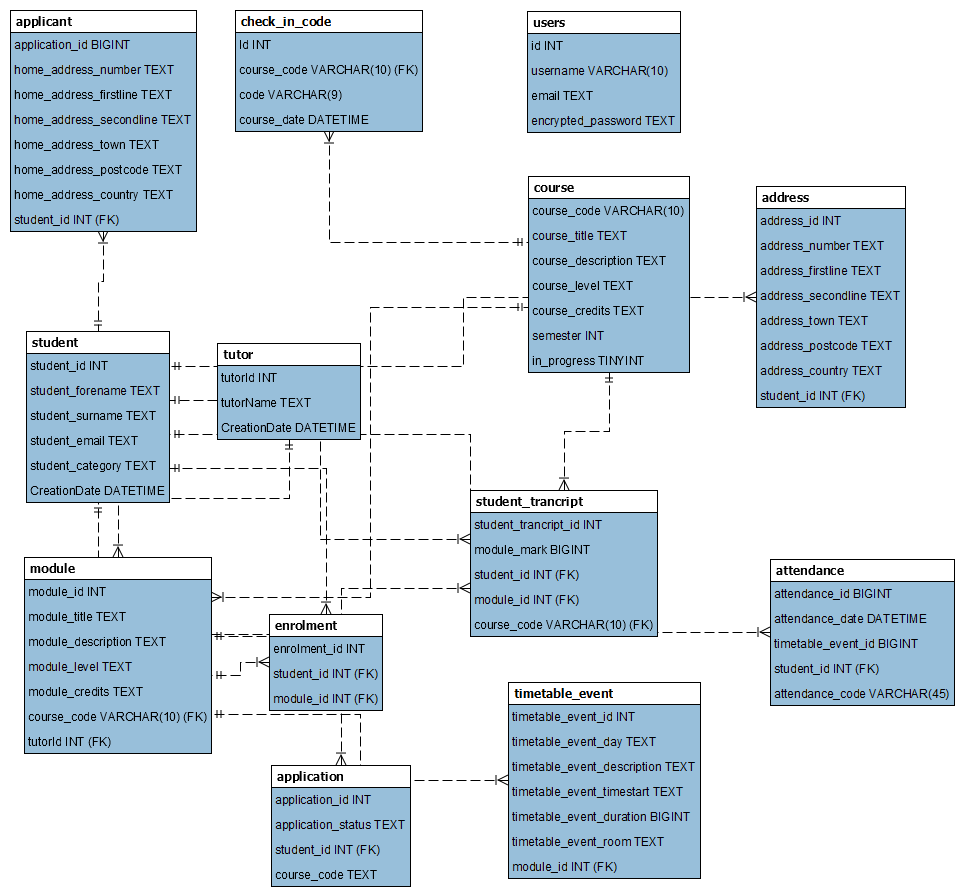 applicant
application_id BIGINT
home_address_number TEXT
home_address_firstline TEXT
home_address_secondline TEXT
home_address_town TEXT
home_address_postcode TEXT
home_address_country TEXT
student_id INT (FK)
check_in_code
Id INT
course_code VARCHAR(10) (FK)
code VARCHAR(9)
course_date DATETIME
users
id INT
username VARCHAR(10)
email TEXT
encrypted_password TEXT
course
course_code VARCHAR(10)
course_title TEXT
course_description TEXT
course_level TEXT
course_credits TEXT
semester INT
in_progress TINYINT
address
address_id INT
address_number TEXT
address_firstline TEXT
address_secondline TEXT
address_town TEXT
address_postcode TEXT
address_country TEXT
student_id INT (FK)
student
student_id INT
student_forename TEXT
student_surname TEXT
student_email TEXT
student_category TEXT
CreationDate DATETIME
tutor
tutorId INT
tutorName TEXT
CreationDate DATETIME
student_trancript
student_trancript_id INT
module_mark BIGINT
student_id INT (FK)
module_id INT (FK)
course_code VARCHAR(10) (FK)
module
module_id INT
module_title TEXT
module_description TEXT
module_level TEXT
module_credits TEXT
course_code VARCHAR(10) (FK)
tutorId INT (FK)
enrolment
enrolment_id INT
student_id INT (FK)
module_id INT (FK)
attendance
attendance_id BIGINT
attendance_date DATETIME
timetable_event_id BIGINT
student_id INT (FK)
attendance_code VARCHAR(45)
timetable_event
timetable_event_id INT
timetable_event_day TEXT
timetable_event_description TEXT
timetable_event_timestart TEXT
timetable_event_duration BIGINT
timetable_event_room TEXT
module_id INT (FK)
application
application_id INT
application_status TEXT
student_id INT (FK)
course_code TEXT